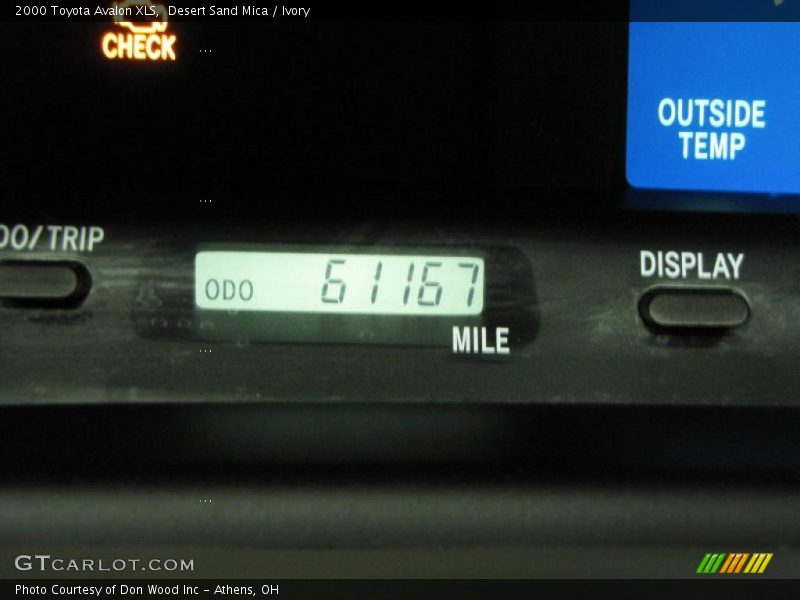 2000 Toyota Avalon XLS, Desert Sand Mica / Ivory
CHECK
OUTSIDE
TEMP
DO/TRIP
DISPLAY
ODO 61167
MILE
GTCARLOT.COM
Photo Courtesy of Don Wood Inc - Athens, OH